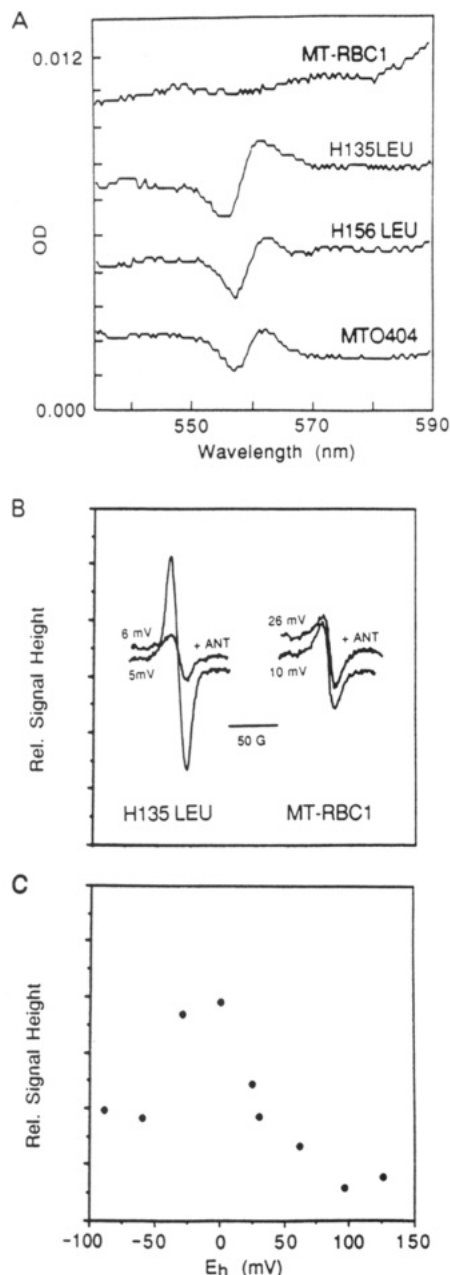 A
0.012
MT-RBC1
H135LEU
H156 LEU
MTO404
OD
0.000
550 570 590
Wavelength (nm)
B
Rel. Signal Height
6 mV
+ ANT
5mV
26 mV
+ ANT
10 mV
50 G
H135 LEU
MT-RBC1
C
Rel. Signal Height
-100 -50 0 50 100 150
Eh (mV)